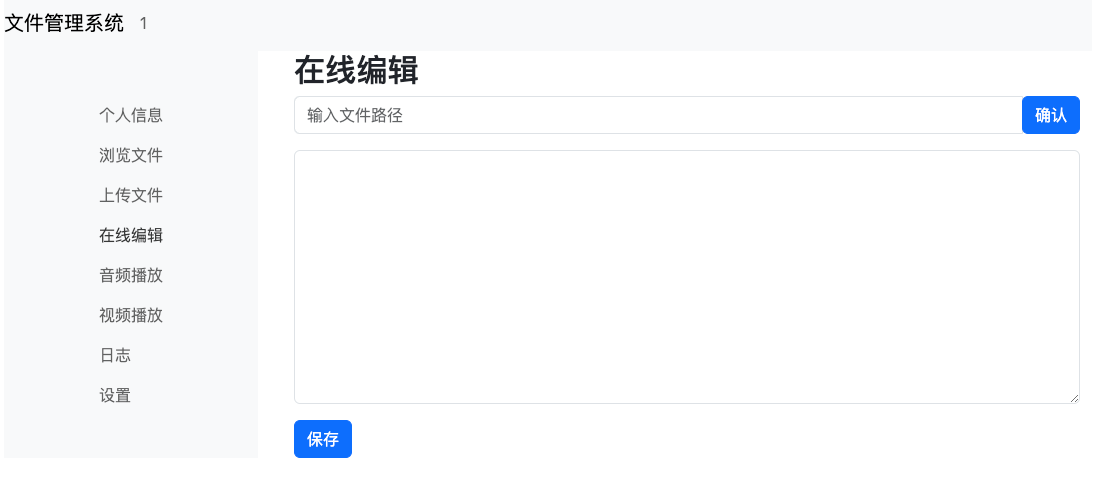 文件管理系统 1
个人信息
浏览文件
上传文件
在线编辑
音频播放
视频播放
日志
设置
在线编辑
输入文件路径 确认
保存